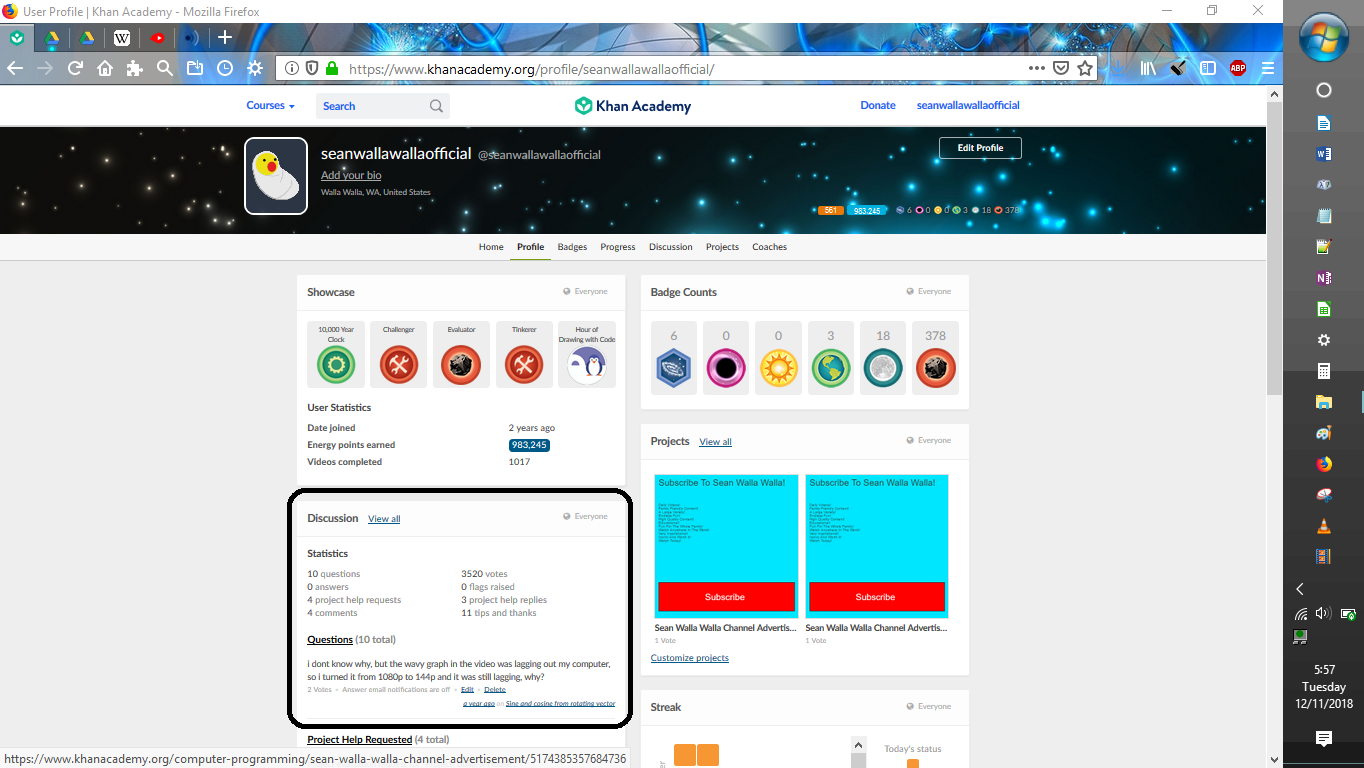 User Profile | Khan Academy - Mozilla Firefox
https://www.khanacademy.org/profile/seanwallawallaofficial/
ABP
Courses
Search
Khan Academy
Donate
seanwallawallaofficial
seanwallawallaofficial @seanwallawallaofficial
Add your bio
Walla Walla, WA, United States
Edit Profile
561 983,245 6 0 0 3 18 378
Home Profile Badges Progress Discussion Projects Coaches
Showcase Everyone
10,000 Year Clock
Challenger
Evaluator
Tinkerer
Hour of Drawing with Code
User Statistics
Date joined 2 years ago
Energy points earned 983,245
Videos completed 1017
Discussion View all Everyone
Statistics
10 questions 3520 votes
0 answers 0 flags raised
4 project help requests 3 project help replies
4 comments 11 tips and thanks
Questions (10 total)
i dont know why, but the wavy graph in the video was lagging out my computer,
so i turned it from 1080p to 144p and it was still lagging, why?
2 Votes • Answer email notifications are off • Edit • Delete
a year ago on Sine and cosine from rotating vector
Project Help Requested (4 total)
https://www.khanacademy.org/computer-programming/sean-walla-walla-channel-advertisement/5174385357684736
Badge Counts Everyone
6 0 0 3 18 378
Projects View all Everyone
Subscribe To Sean Walla Walla!
Subscribe
Subscribe To Sean Walla Walla!
Subscribe
Sean Walla Walla Channel Advertis...
1 Vote
Sean Walla Walla Channel Advertis...
1 Vote
Customize projects
Streak Everyone
Today's status
5:57
Tuesday
12/11/2018